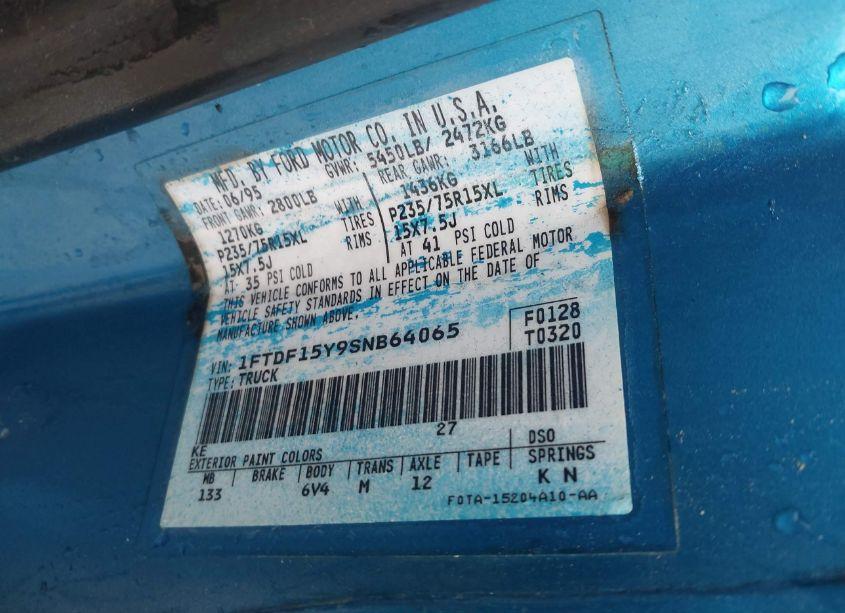 MFD. BY FORD MOTOR CO. IN U.S.A.
DATE: 06/95 GVWR: 5450LB/ 2472KG
FRONT GAWR: 2800LB REAR GAWR: 3166LB
1270KG WITH 1436KG WITH
P235/75R15XL TIRES P235/75R15XL TIRES
15X7.5J RIMS 15X7.5J RIMS
AT 35 PSI COLD AT 41 PSI COLD
THIS VEHICLE CONFORMS TO ALL APPLICABLE FEDERAL MOTOR
VEHICLE SAFETY STANDARDS IN EFFECT ON THE DATE OF
MANUFACTURE SHOWN ABOVE.
VIN: 1FTDF15Y9SNB64065 F0128
TYPE: TRUCK T0320
27
KE
EXTERIOR PAINT COLORS DSO
WB BRAKE BODY TRANS AXLE TAPE SPRINGS
133 6V4 M 12 K N
F0TA-15204A10-AA